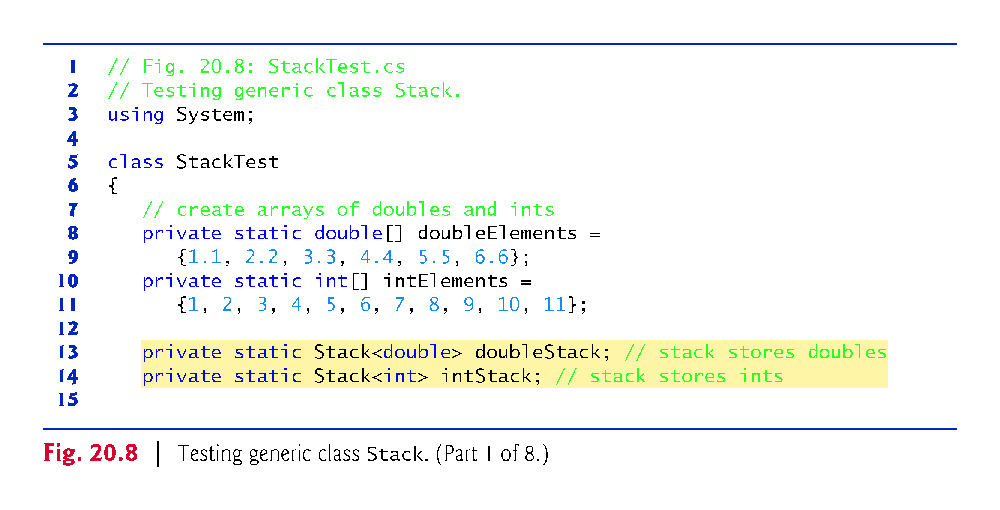 1 // Fig. 20.8: StackTest.cs
2 // Testing generic class Stack.
3 using System;
4
5 class StackTest
6 {
7 // create arrays of doubles and ints
8 private static double[] doubleElements =
9 {1.1, 2.2, 3.3, 4.4, 5.5, 6.6};
10 private static int[] intElements =
11 {1, 2, 3, 4, 5, 6, 7, 8, 9, 10, 11};
12
13 private static Stack<double> doubleStack; // stack stores doubles
14 private static Stack<int> intStack; // stack stores ints
15
Fig. 20.8 | Testing generic class Stack. (Part 1 of 8.)